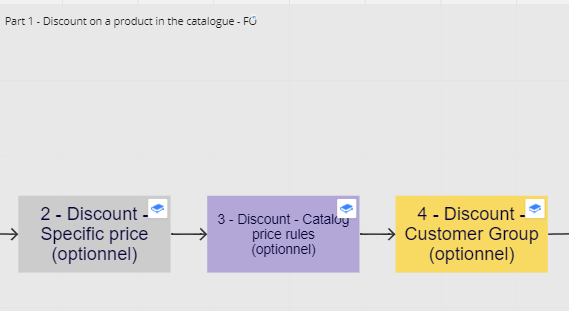 Part 1 - Discount on a product in the catalogue - FO
2 - Discount -
Specific price
(optionnel)
3 - Discount - Catalog
price rules
(optionnel)
4 - Discount -
Customer Group
(optionnel)